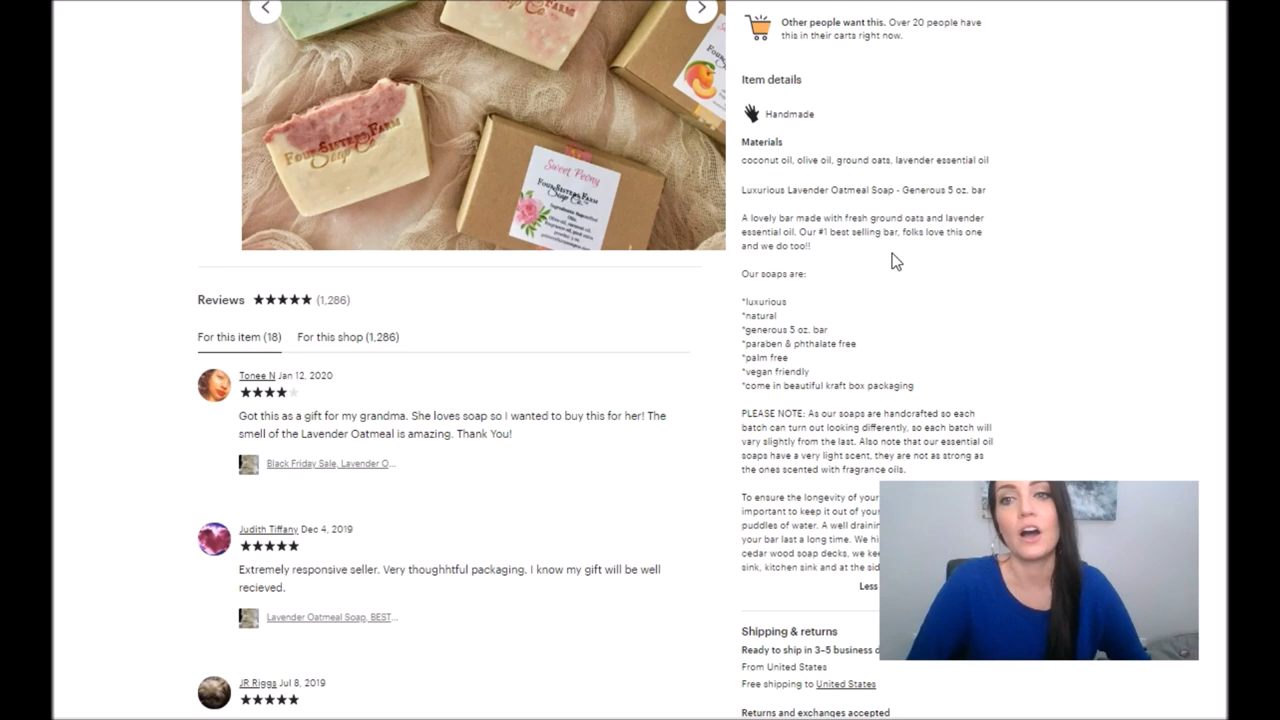 FourSistersFarm
Soap Co.
Sweet Peony
FourSistersFarm
Soap Co.
Other people want this. Over 20 people have
this in their carts right now.
Item details
Handmade
Materials
coconut oil, olive oil, ground oats, lavender essential oil
Luxurious Lavender Oatmeal Soap - Generous 5 oz. bar
A lovely bar made with fresh ground oats and lavender
essential oil. Our #1 best selling bar, folks love this one
and we do too!!
Our soaps are:
*luxurious
*natural
*generous 5 oz. bar
*paraben & phthalate free
*palm free
*vegan friendly
*come in beautiful kraft box packaging
PLEASE NOTE: As our soaps are handcrafted so each
batch can turn out looking differently, so each batch will
vary slightly from the last. Also note that our essential oil
soaps have a very light scent, they are not as strong as
the ones scented with fragrance oils.
To ensure the longevity of your
important to keep it out of your
puddles of water. A well draining
your bar last a long time. We hi
cedar wood soap decks, we kee
sink, kitchen sink and at the sid
Less
Shipping & returns
Ready to ship in 3–5 business d
From United States
Free shipping to United States
Returns and exchanges accepted
Reviews ★★★★★ (1,286)
For this item (18) For this shop (1,286)
Tonee N Jan 12, 2020
Got this as a gift for my grandma. She loves soap so I wanted to buy this for her! The
smell of the Lavender Oatmeal is amazing. Thank You!
Black Friday Sale, Lavender O...
Judith Tiffany Dec 4, 2019
Extremely responsive seller. Very thoughhtful packaging. I know my gift will be well
recieved.
Lavender Oatmeal Soap, BEST...
JR Riggs Jul 8, 2019